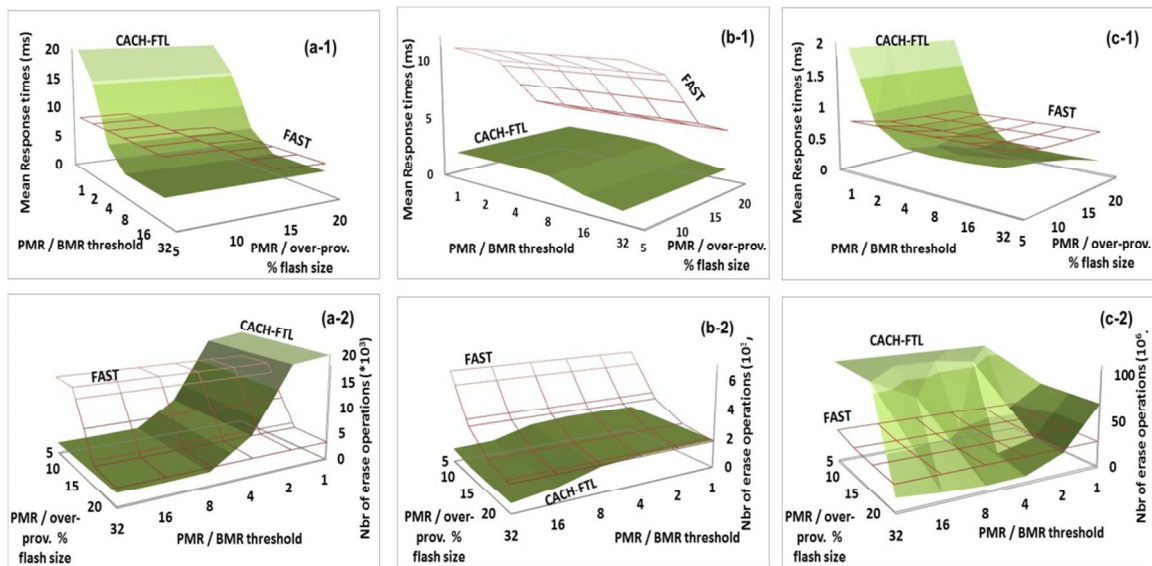 (a-1)
CACH-FTL
FAST
Mean Response times (ms)
20
15
10
5
0
1
2
4
8
16
32
5
10
15
20
PMR / BMR threshold
PMR / over-prov.
% flash size
(b-1)
FAST
CACH-FTL
Mean Response times (ms)
10
5
0
1
2
4
8
16
32
5
10
15
20
PMR / BMR threshold
PMR / over-prov.
% flash size
(c-1)
CACH-FTL
FAST
Mean Response times (ms)
2
1.5
1
0.5
0
1
2
4
8
16
32
5
10
15
20
PMR / BMR threshold
PMR / over-prov.
% flash size
(a-2)
CACH-FTL
FAST
Nbr of erase operations (*10³)
20
15
10
5
0
5
10
15
20
32
16
8
4
2
1
PMR / over-
prov. %
flash size
PMR / BMR threshold
(b-2)
FAST
CACH-FTL
Nbr of erase operations
6
4
2
0
5
10
15
20
32
16
8
4
2
1
PMR / over-
prov. %
flash size
PMR / BMR threshold
(c-2)
CACH-FTL
FAST
Nbr of erase operations
100
50
0
5
10
15
20
32
16
8
4
2
1
PMR / over-
prov. %
flash size
PMR / BMR threshold